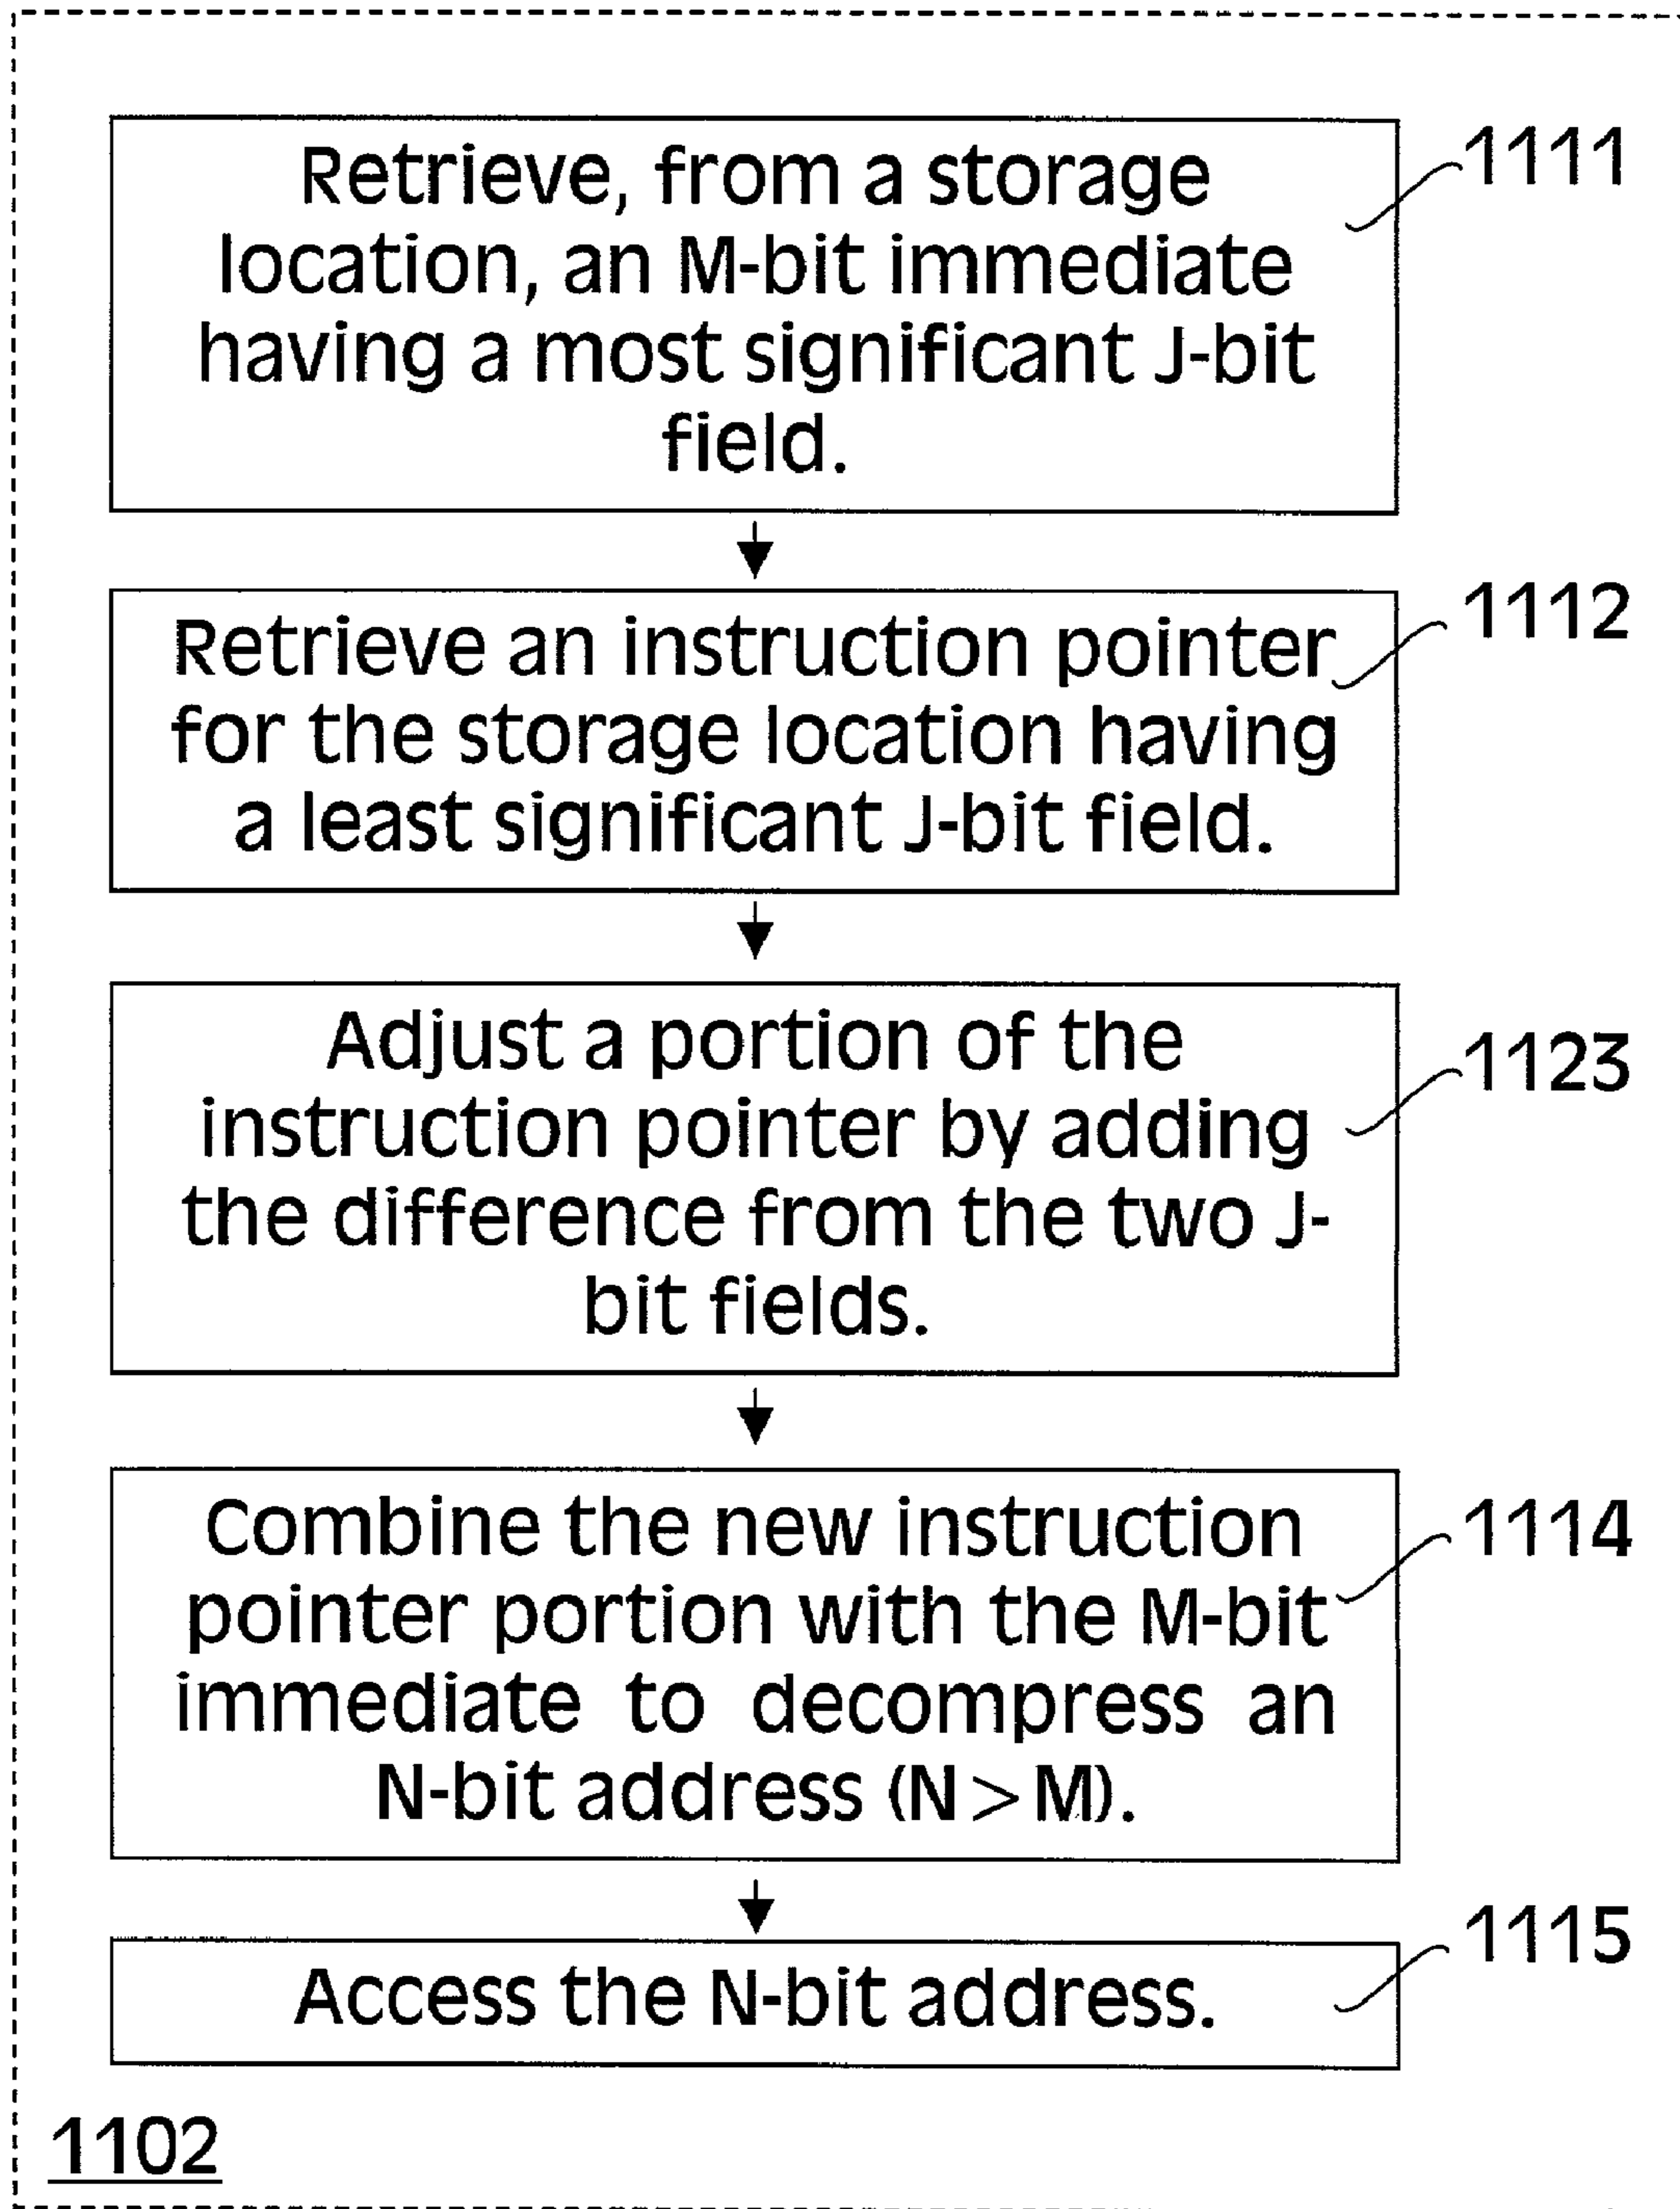 Retrieve, from a storage
location, an M-bit immediate
having a most significant J-bit
field.
1111
Retrieve an instruction pointer
for the storage location having
a least significant J-bit field.
1112
Adjust a portion of the
instruction pointer by adding
the difference from the two J-
bit fields.
1123
Combine the new instruction
pointer portion with the M-bit
immediate to decompress an
N-bit address (N > M).
1114
Access the N-bit address.
1115
1102